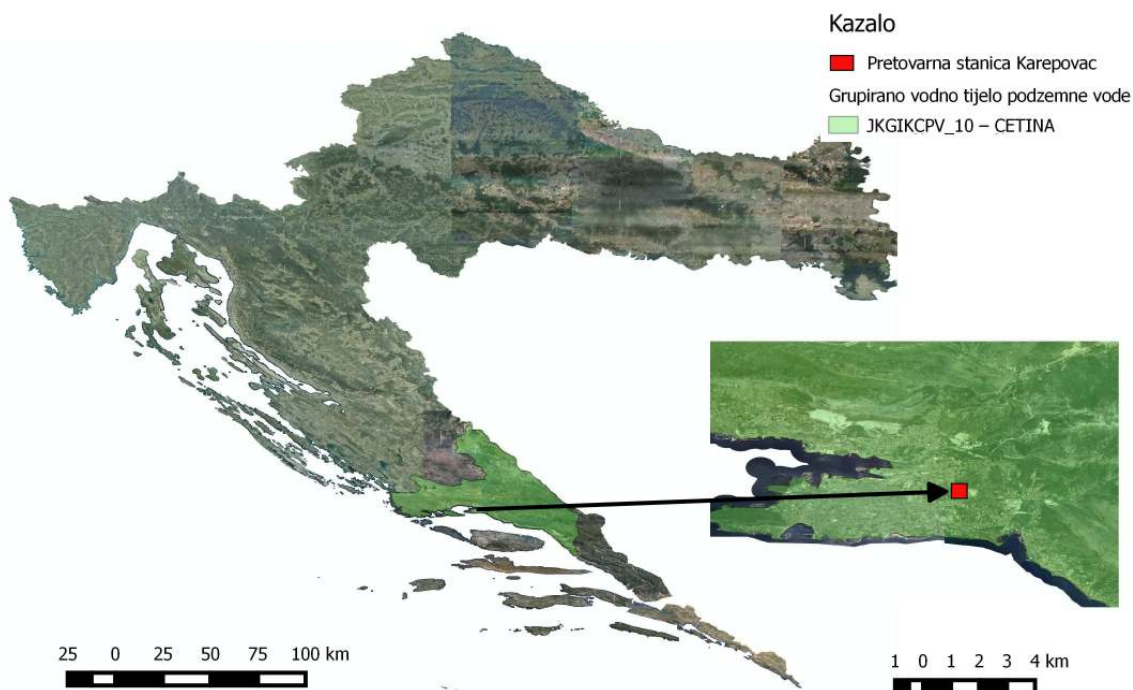 Kazalo
Pretovarna stanica Karepovac
Grupirano vodno tijelo podzemne vode
JKGIKCPV_10 – CETINA
25 0 25 50 75 100 km
1 0 1 2 3 4 km